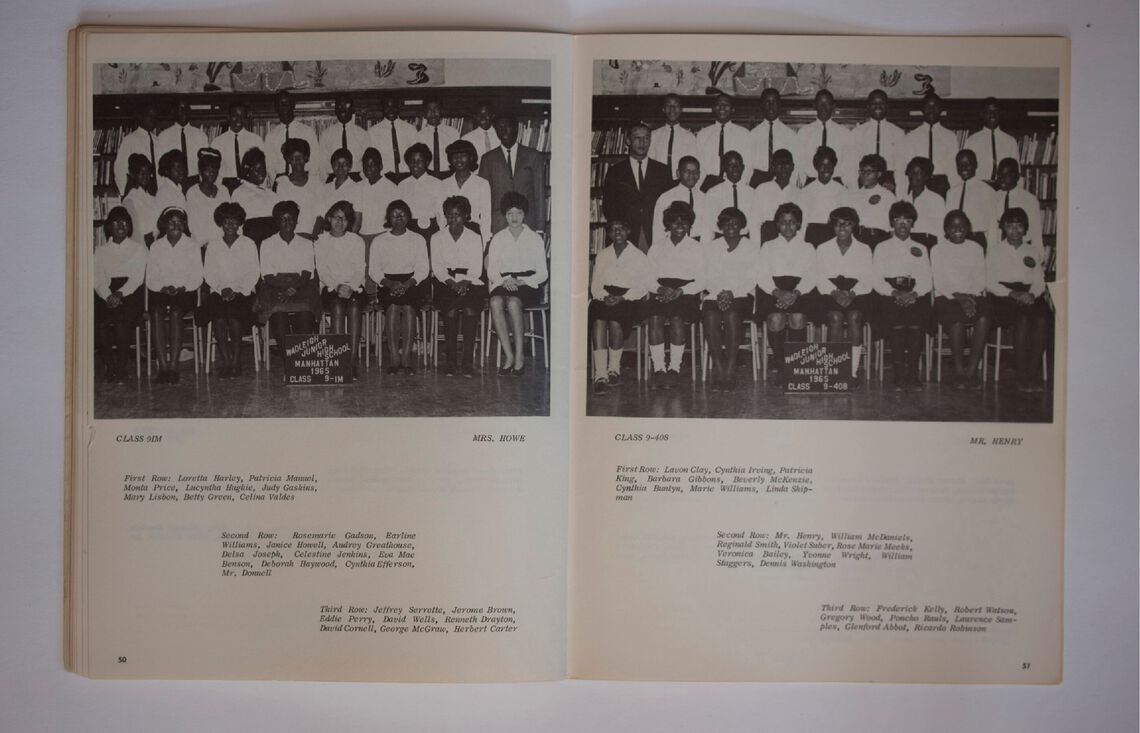 WADLEIGH
JUNIOR HIGH
SCHOOL
MANHATTAN
1965
CLASS 9-1M
CLASS 9IM
MRS. HOWE
First Row: Loretta Harley, Patricia Manuel,
Monta Price, Lucyntha Hughie, Judy Gaskins,
Mary Lisbon, Betty Green, Celina Valdes
Second Row: Rosemarie Gadson, Earline
Williams, Janice Howell, Audrey Greathouse,
Delsa Joseph, Celestine Jenkins, Eva Mae
Benson, Deborah Haywood, Cynthia Efferson,
Mr. Donnell
Third Row: Jeffrey Serrette, Jerome Brown,
Eddie Perry, David Wells, Kenneth Drayton,
David Cornell, George McGraw, Herbert Carter
50
WADLEIGH
JUNIOR HIGH
SCHOOL
MANHATTAN
1965
CLASS 9-408
CLASS 9-408
MR. HENRY
First Row: Lavon Clay, Cynthia Irving, Patricia
King, Barbara Gibbons, Beverly McKenzie,
Cynthia Buntyn, Marie Williams, Linda Ship-
man
Second Row: Mr. Henry, William McDaniels,
Reginald Smith, Violet Suber, Rose Marie Meeks,
Veronica Bailey, Yvonne Wright, William
Staggers, Dennis Washington
Third Row: Frederick Kelly, Robert Watson,
Gregory Wood, Poncho Rauls, Laurence Sam-
ples, Glenford Abbot, Ricardo Robinson
51